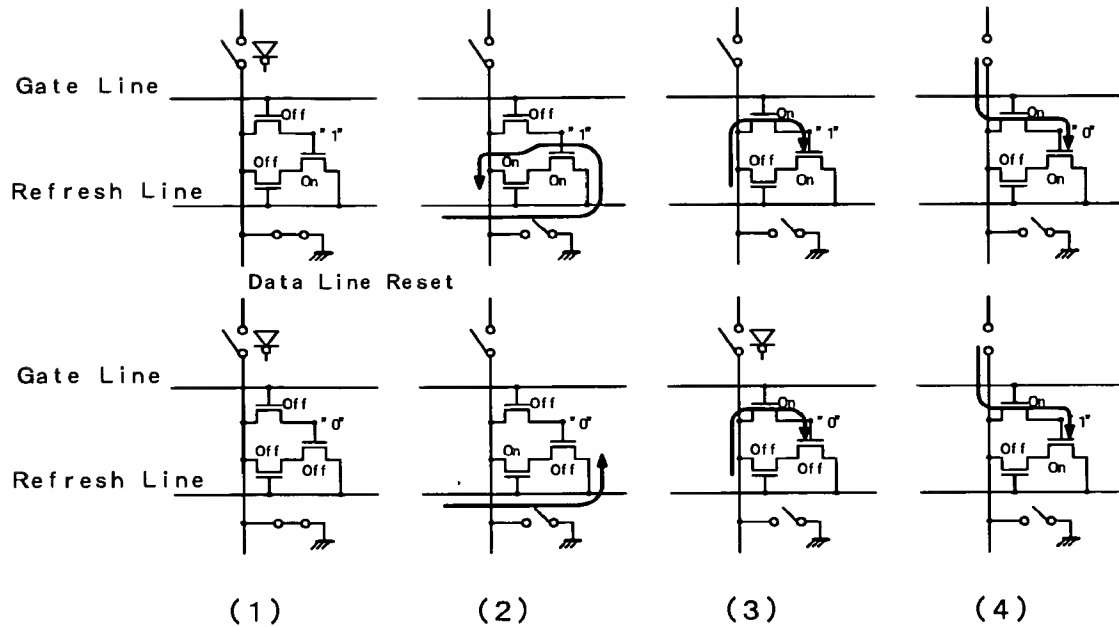 Gate Line
Off
"1"
Off
On
Refresh Line
Off
"1"
On
On
On
"1"
Off
On
On
"0"
Off
On
Data Line Reset
Gate Line
Off
"0"
Off
Off
Refresh Line
Off
"0"
On
Off
On
"0"
Off
Off
On
1"
Off
On
(1)
(2)
(3)
(4)